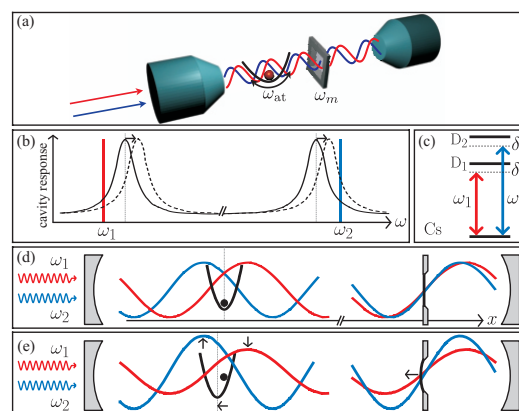 (a)
ω_at
ω_m
(b)
cavity response
ω_1
ω_2
ω
(c)
D_2
δ
D_1
δ
ω_1
ω
Cs
(d)
ω_1
ω_2
x
(e)
ω_1
ω_2